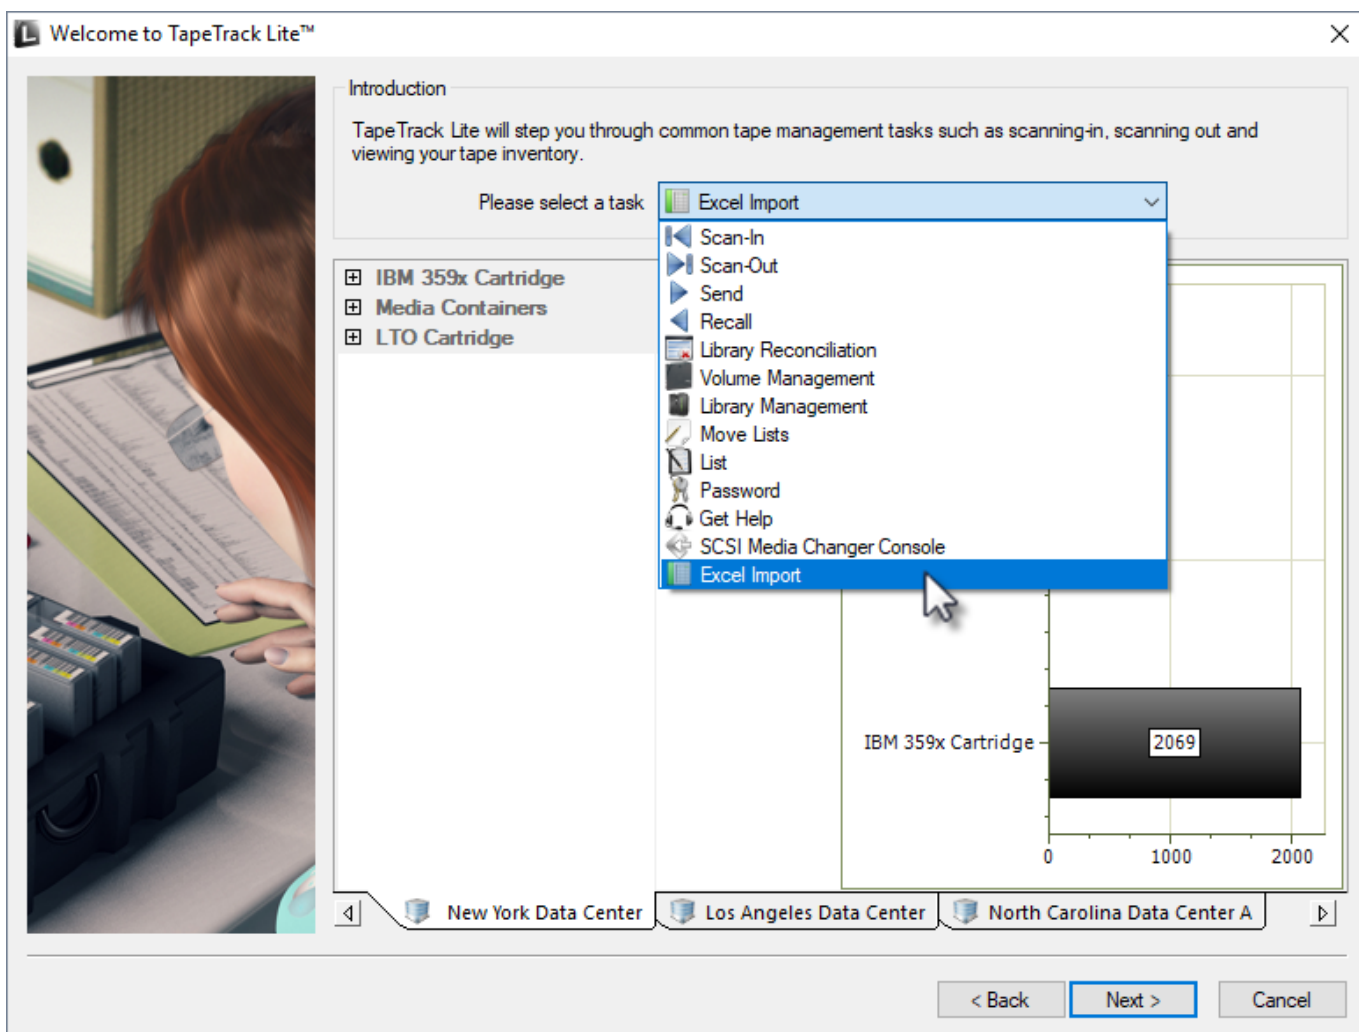 Welcome to TapeTrack Lite™
Introduction
TapeTrack Lite will step you through common tape management tasks such as scanning-in, scanning out and
viewing your tape inventory.
Please select a task
Excel Import
Scan-In
Scan-Out
Send
Recall
Library Reconciliation
Volume Management
Library Management
Move Lists
List
Password
Get Help
SCSI Media Changer Console
Excel Import
IBM 359x Cartridge
Media Containers
LTO Cartridge
IBM 359x Cartridge
2069
0 1000 2000
New York Data Center
Los Angeles Data Center
North Carolina Data Center A
< Back
Next >
Cancel